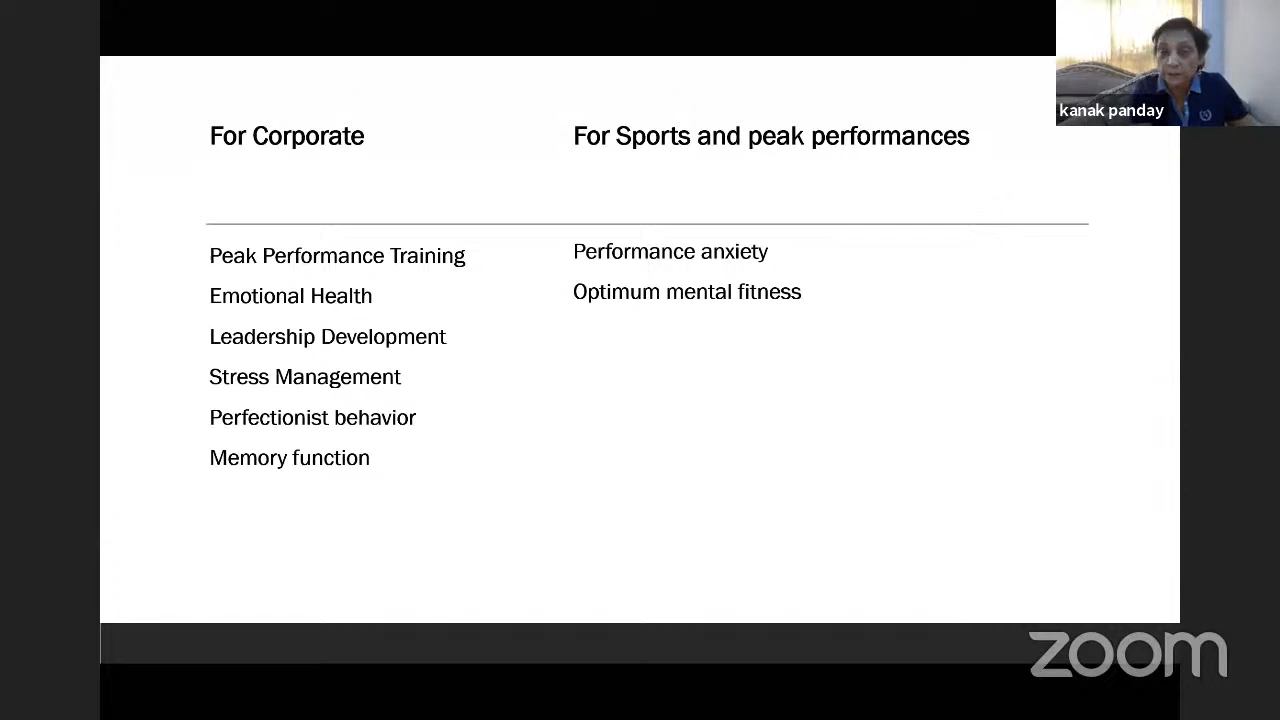 kanak panday
For Corporate
For Sports and peak performances
Peak Performance Training
Emotional Health
Leadership Development
Stress Management
Perfectionist behavior
Memory function
Performance anxiety
Optimum mental fitness
zoom